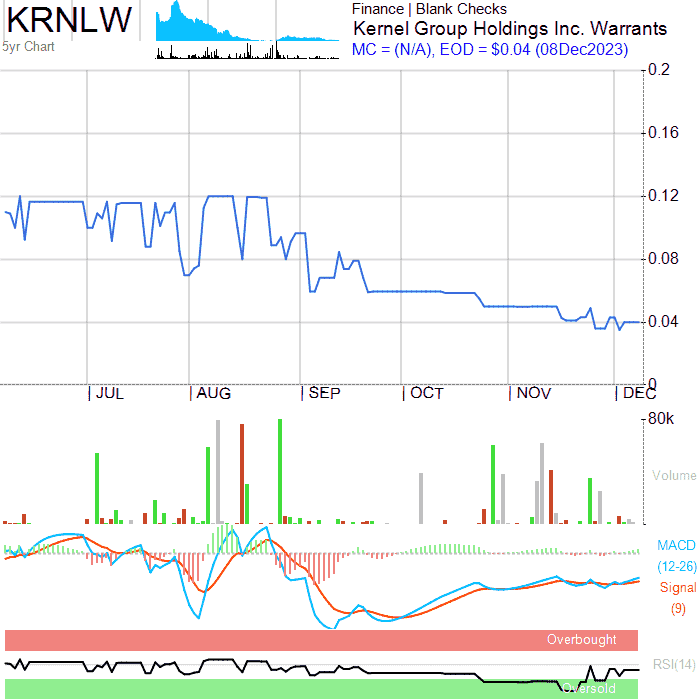 KRNLW
5yr Chart
Finance | Blank Checks
Kernel Group Holdings Inc. Warrants
MC = (N/A), EOD = $0.04 (08Dec2023)
0.2
0.16
0.12
0.08
0.04
0
JUL AUG SEP OCT NOV DEC
80k
Volume
MACD
(12-26)
Signal
(9)
Overbought
RSI(14)
Oversold